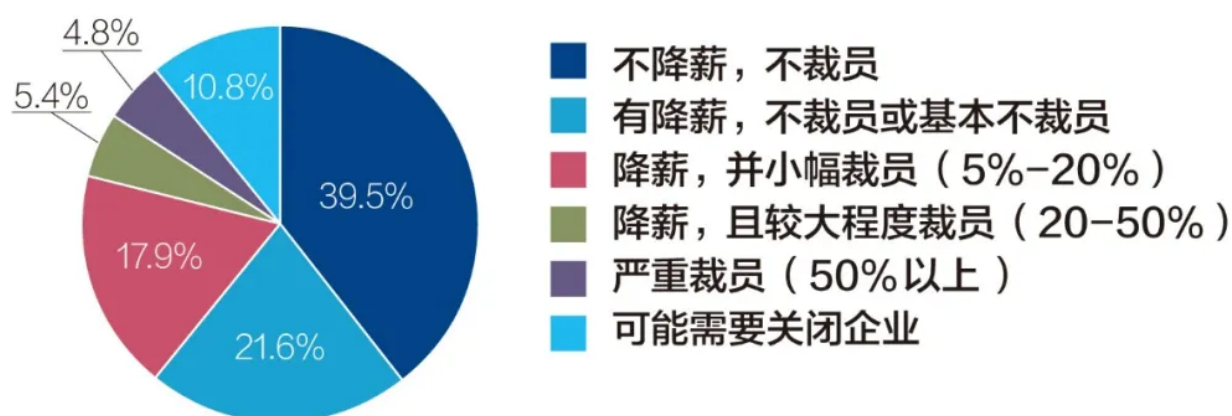 4.8%
5.4%
10.8%
39.5%
17.9%
21.6%
不降薪，不裁员
有降薪，不裁员或基本不裁员
降薪，并小幅裁员（5%-20%）
降薪，且较大程度裁员（20-50%）
严重裁员（50%以上）
可能需要关闭企业